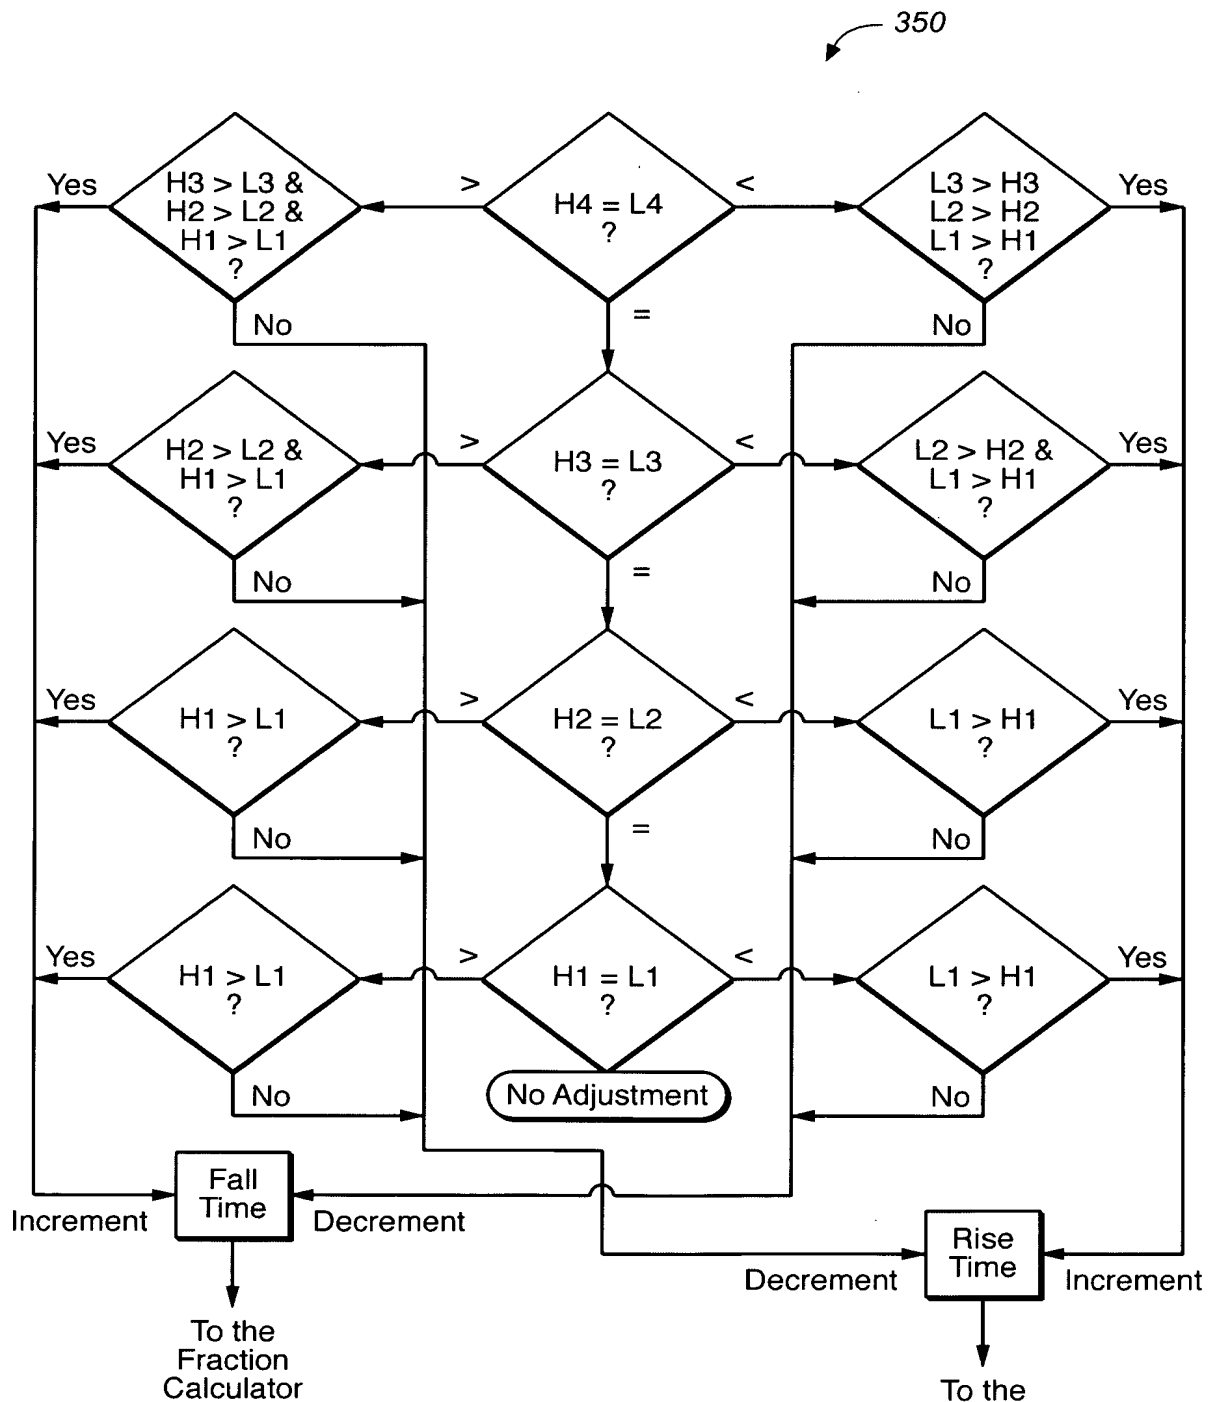 350
H3 > L3 &
H2 > L2 &
H1 > L1
?
H4 = L4
?
L3 > H3
L2 > H2
L1 > H1
?
Yes
>
<
Yes
No
=
No
H2 > L2 &
H1 > L1
?
H3 = L3
?
L2 > H2 &
L1 > H1
?
Yes
>
<
Yes
No
=
No
H1 > L1
?
H2 = L2
?
L1 > H1
?
Yes
>
<
Yes
No
=
No
H1 > L1
?
H1 = L1
?
L1 > H1
?
Yes
>
<
Yes
No
No Adjustment
No
Fall
Time
Increment
Decrement
Rise
Time
Decrement
Increment
To the
Fraction
Calculator
To the